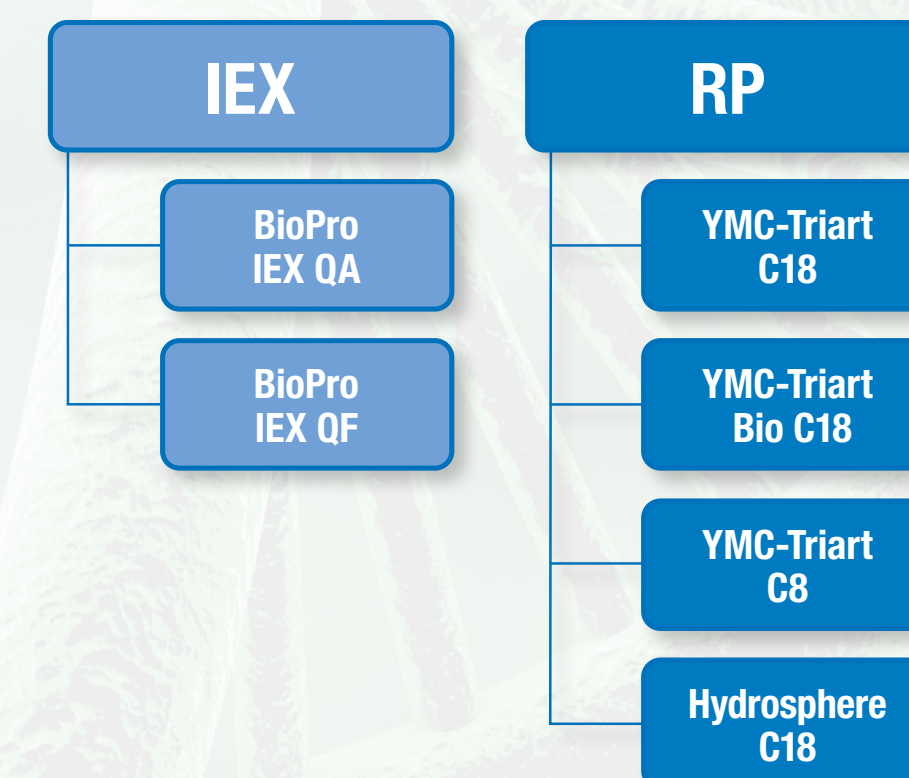 IEX
BioPro
IEX QA
BioPro
IEX QF
RP
YMC-Triart
C18
YMC-Triart
Bio C18
YMC-Triart
C8
Hydrosphere
C18